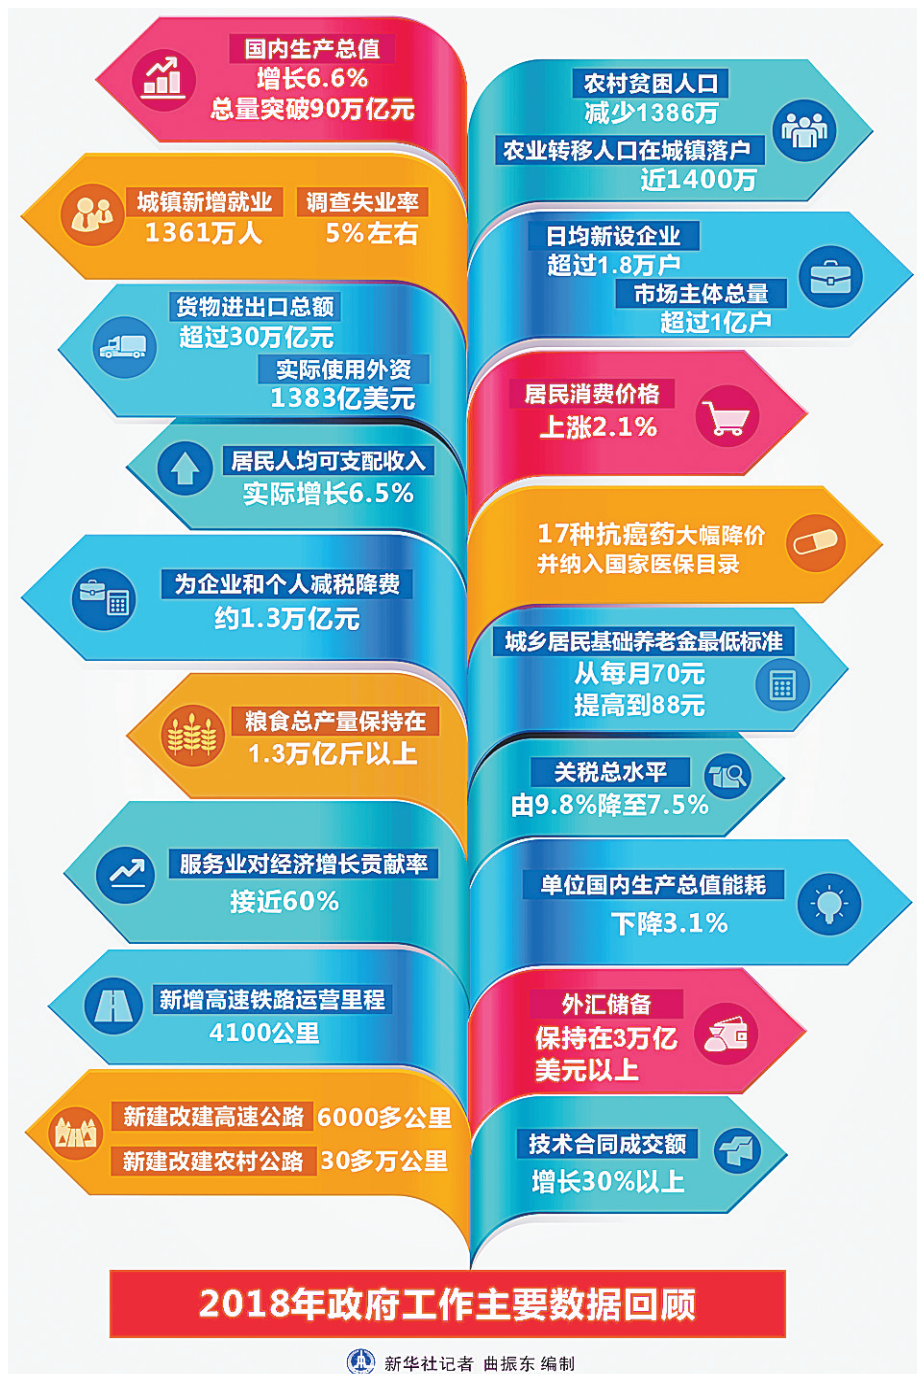 国内生产总值
增长6.6%
总量突破90万亿元
农村贫困人口
减少1386万
农业转移人口在城镇落户
近1400万
城镇新增就业 调查失业率
1361万人 5%左右
日均新设企业
超过1.8万户
市场主体总量
超过1亿户
货物进出口总额
超过30万亿元
实际使用外资
1383亿美元
居民消费价格
上涨2.1%
居民人均可支配收入
实际增长6.5%
17种抗癌药大幅降价
并纳入国家医保目录
为企业和个人减税降费
约1.3万亿元
城乡居民基础养老金最低标准
从每月70元
提高到88元
粮食总产量保持在
1.3万亿斤以上
关税总水平
由9.8%降至7.5%
服务业对经济增长贡献率
接近60%
单位国内生产总值能耗
下降3.1%
新增高速铁路运营里程
4100公里
外汇储备
保持在3万亿
美元以上
新建改建高速公路 6000多公里
新建改建农村公路 30多万公里
技术合同成交额
增长30%以上
2018年政府工作主要数据回顾
新华社记者 曲振东 编制